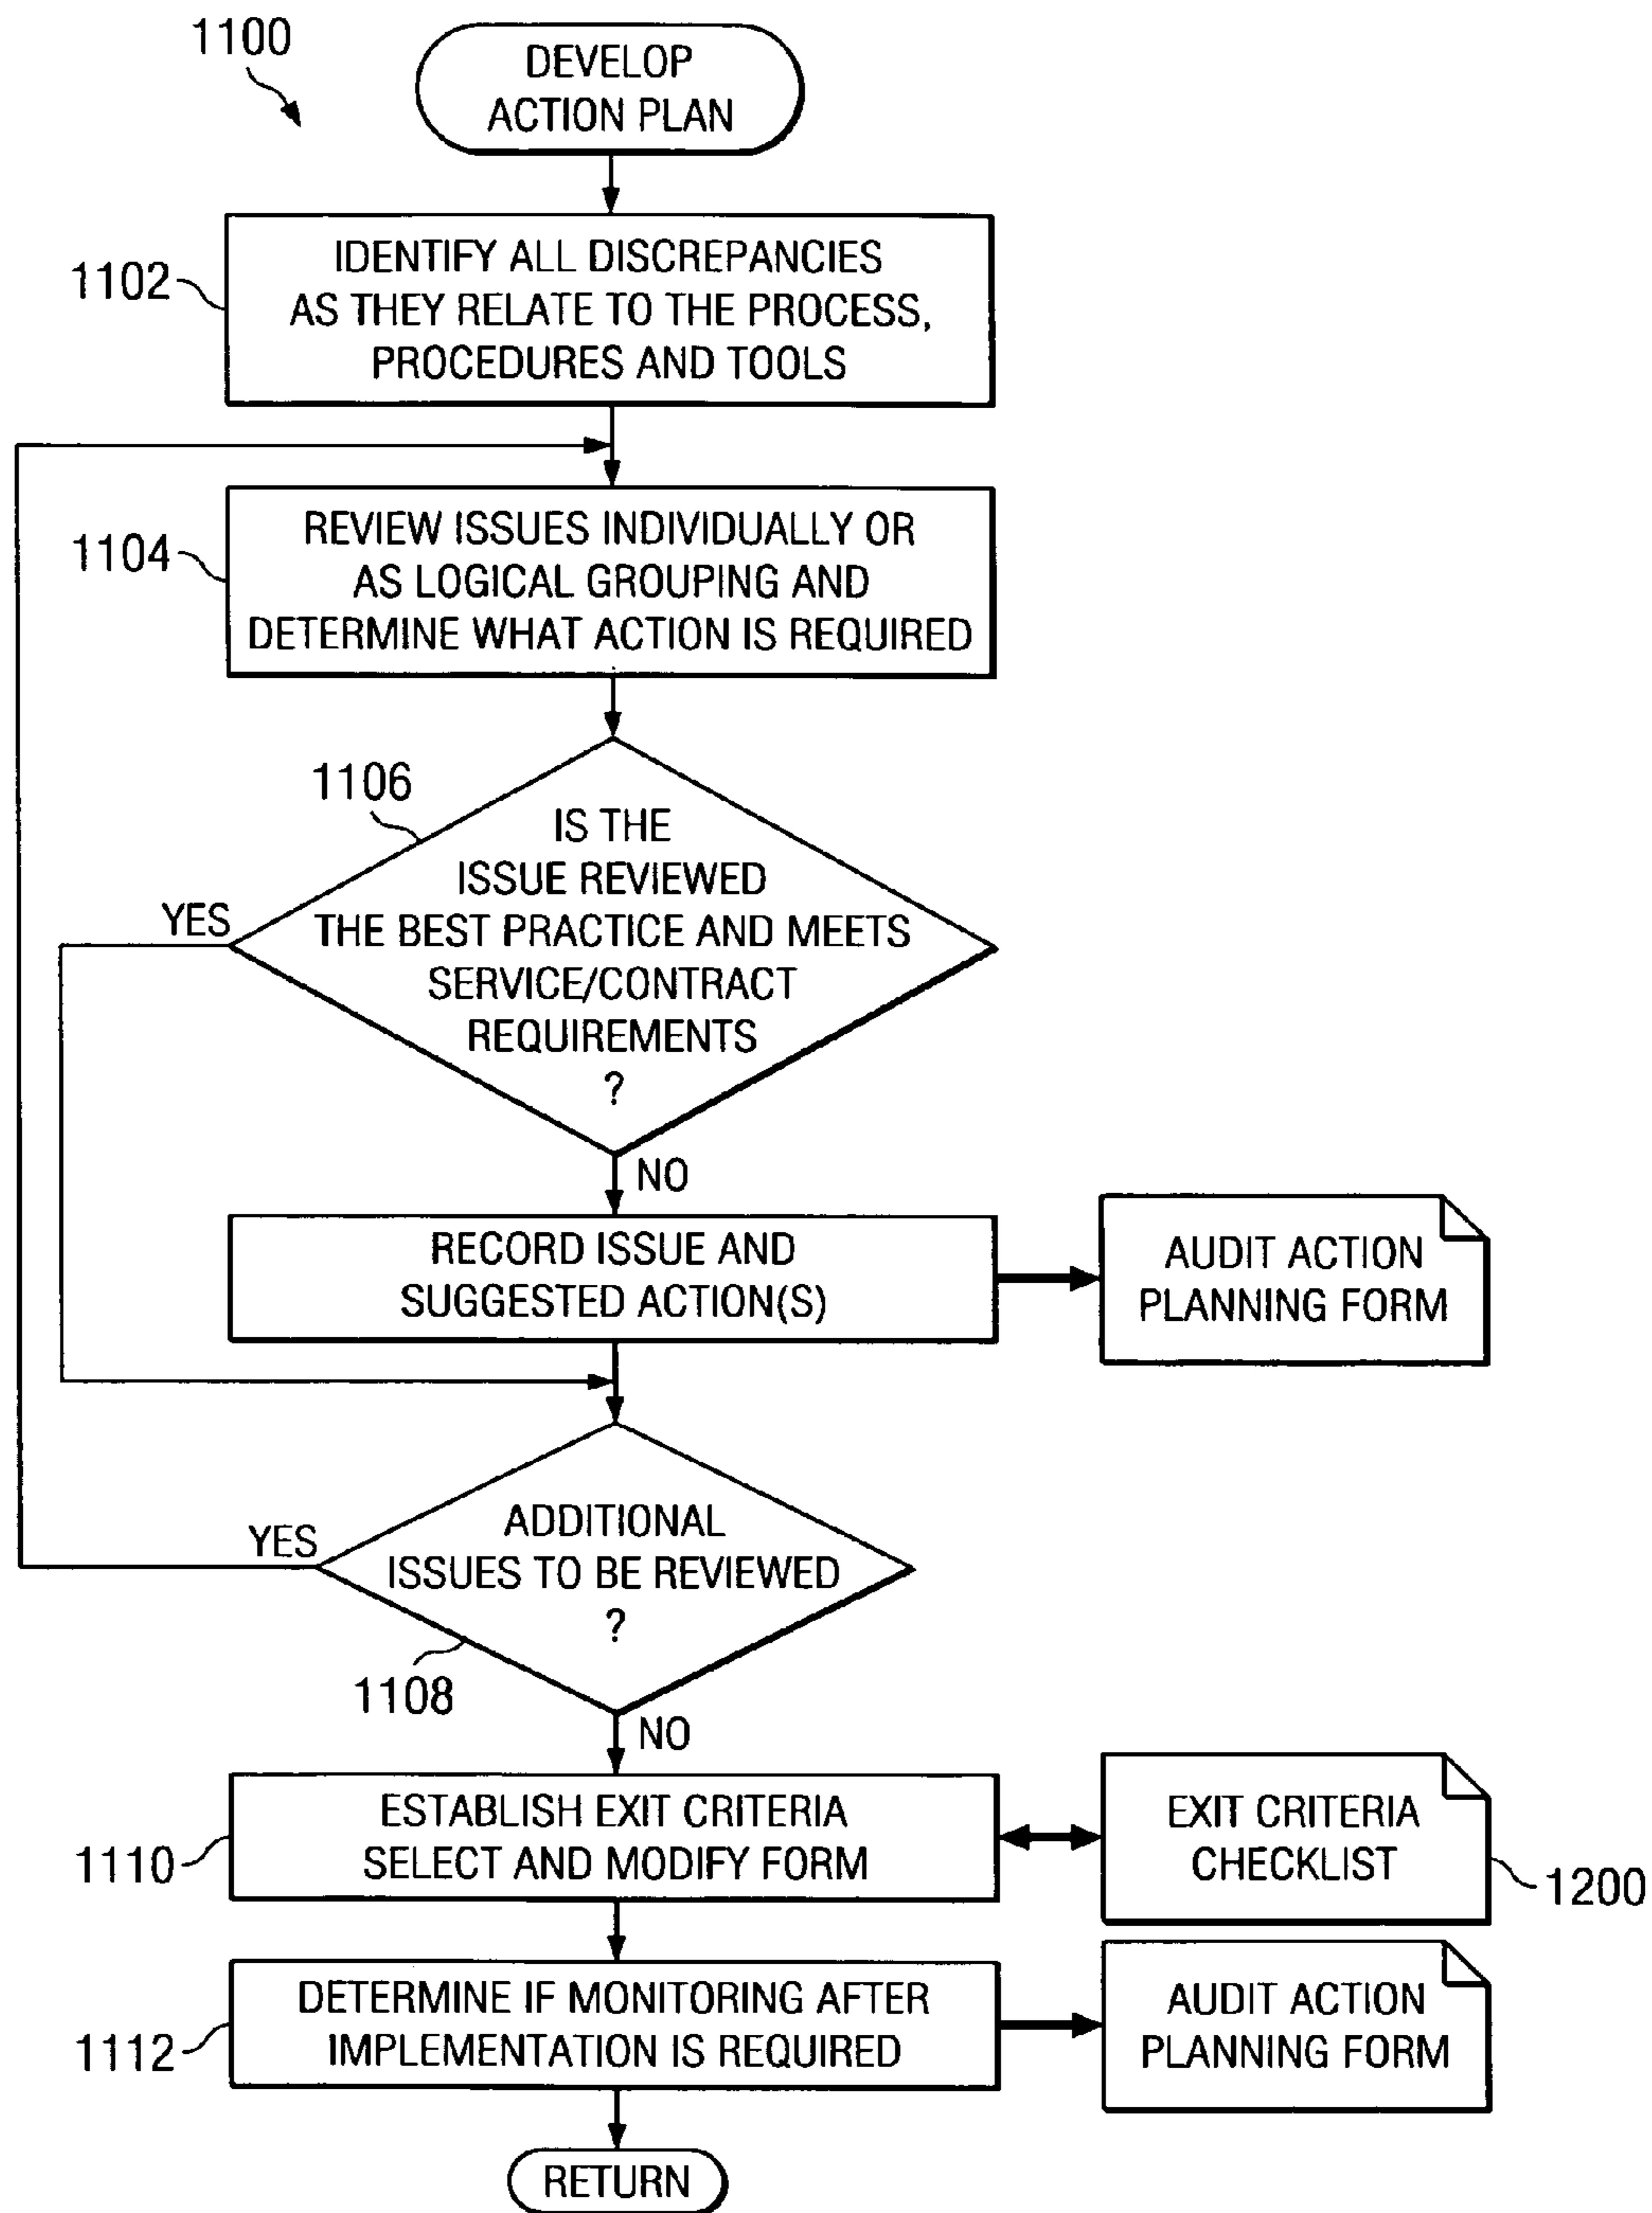 1100
DEVELOP
ACTION PLAN
1102
IDENTIFY ALL DISCREPANCIES
AS THEY RELATE TO THE PROCESS,
PROCEDURES AND TOOLS
1104
REVIEW ISSUES INDIVIDUALLY OR
AS LOGICAL GROUPING AND
DETERMINE WHAT ACTION IS REQUIRED
1106
IS THE
ISSUE REVIEWED
THE BEST PRACTICE AND MEETS
SERVICE/CONTRACT
REQUIREMENTS
?
YES
NO
RECORD ISSUE AND
SUGGESTED ACTION(S)
AUDIT ACTION
PLANNING FORM
ADDITIONAL
ISSUES TO BE REVIEWED
?
YES
1108
NO
1110
ESTABLISH EXIT CRITERIA
SELECT AND MODIFY FORM
EXIT CRITERIA
CHECKLIST
1200
1112
DETERMINE IF MONITORING AFTER
IMPLEMENTATION IS REQUIRED
AUDIT ACTION
PLANNING FORM
RETURN